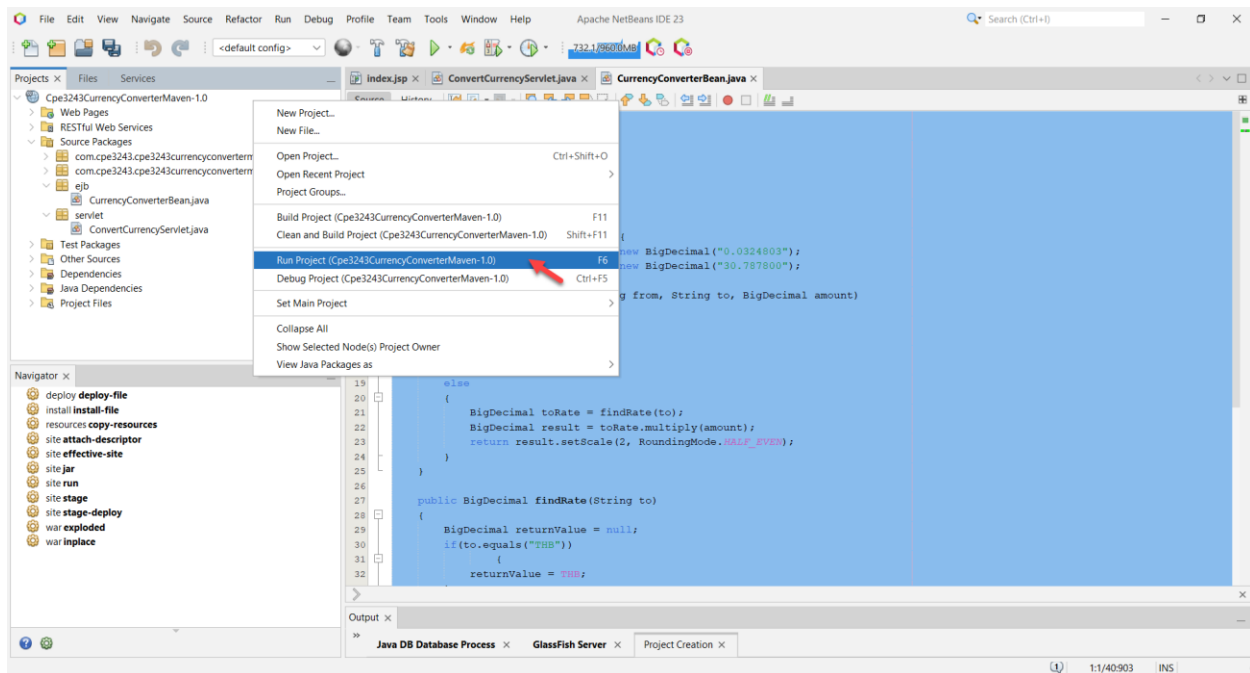 File Edit View Navigate Source Refactor Run Debug Profile Team Tools Window Help Apache NetBeans IDE 23 Search (Ctrl+I)
<default config> 732.1/960.0MB
Projects Files Services
index.jsp ConvertCurrencyServlet.java CurrencyConverterBean.java
Source History
Cpe3243CurrencyConverterMaven-1.0
Web Pages
RESTful Web Services
Source Packages
com.cpe3243.cpe3243currencyconverterm
com.cpe3243.cpe3243currencyconverterm
ejb
CurrencyConverterBean.java
servlet
ConvertCurrencyServlet.java
Test Packages
Other Sources
Dependencies
Java Dependencies
Project Files
New Project...
New File...
Open Project... Ctrl+Shift+O
Open Recent Project
Project Groups...
Build Project (Cpe3243CurrencyConverterMaven-1.0) F11
Clean and Build Project (Cpe3243CurrencyConverterMaven-1.0) Shift+F11
Run Project (Cpe3243CurrencyConverterMaven-1.0) F6
Debug Project (Cpe3243CurrencyConverterMaven-1.0) Ctrl+F5
Set Main Project
Collapse All
Show Selected Node(s) Project Owner
View Java Packages as
{
new BigDecimal("0.0324803");
new BigDecimal("30.787800");
g from, String to, BigDecimal amount)
19 else
20 {
21 BigDecimal toRate = findRate(to);
22 BigDecimal result = toRate.multiply(amount);
23 return result.setScale(2, RoundingMode.HALF_EVEN);
24 }
25 }
26
27 public BigDecimal findRate(String to)
28 {
29 BigDecimal returnValue = null;
30 if(to.equals("THB"))
31 {
32 returnValue = THB;
Navigator
deploy deploy-file
install install-file
resources copy-resources
site attach-descriptor
site effective-site
site jar
site run
site stage
site stage-deploy
war exploded
war inplace
Output
Java DB Database Process GlassFish Server Project Creation
1 1:1/40:903 INS